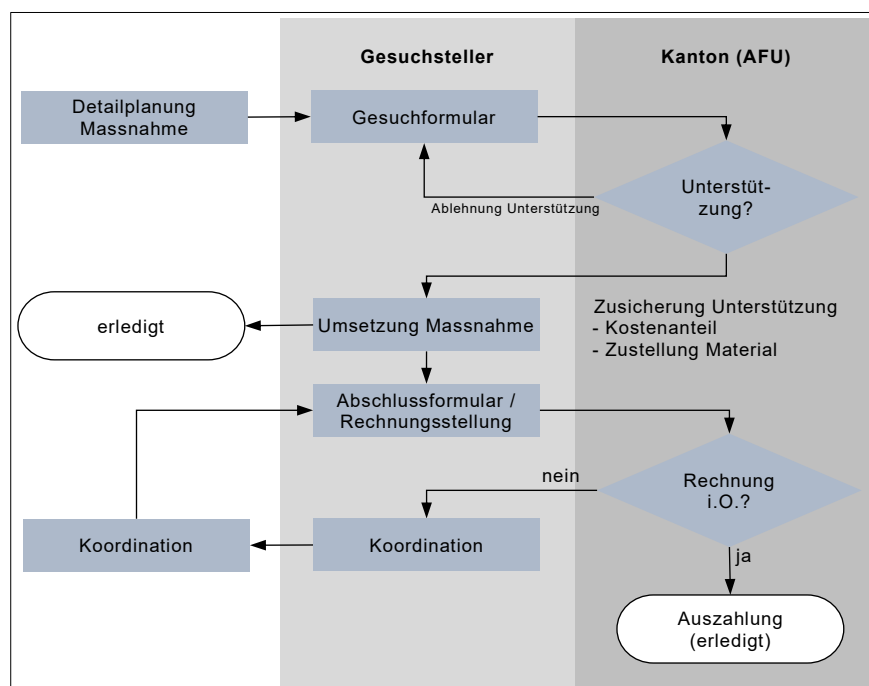 Gesuchsteller
Kanton (AFU)
Detailplanung
Massnahme
Gesuchformular
Unterstüt-
zung?
Ablehnung Unterstützung
erledigt
Umsetzung Massnahme
Zusicherung Unterstützung
- Kostenanteil
- Zustellung Material
Abschlussformular /
Rechnungsstellung
nein
Rechnung
i.O.?
Koordination
Koordination
ja
Auszahlung
(erledigt)